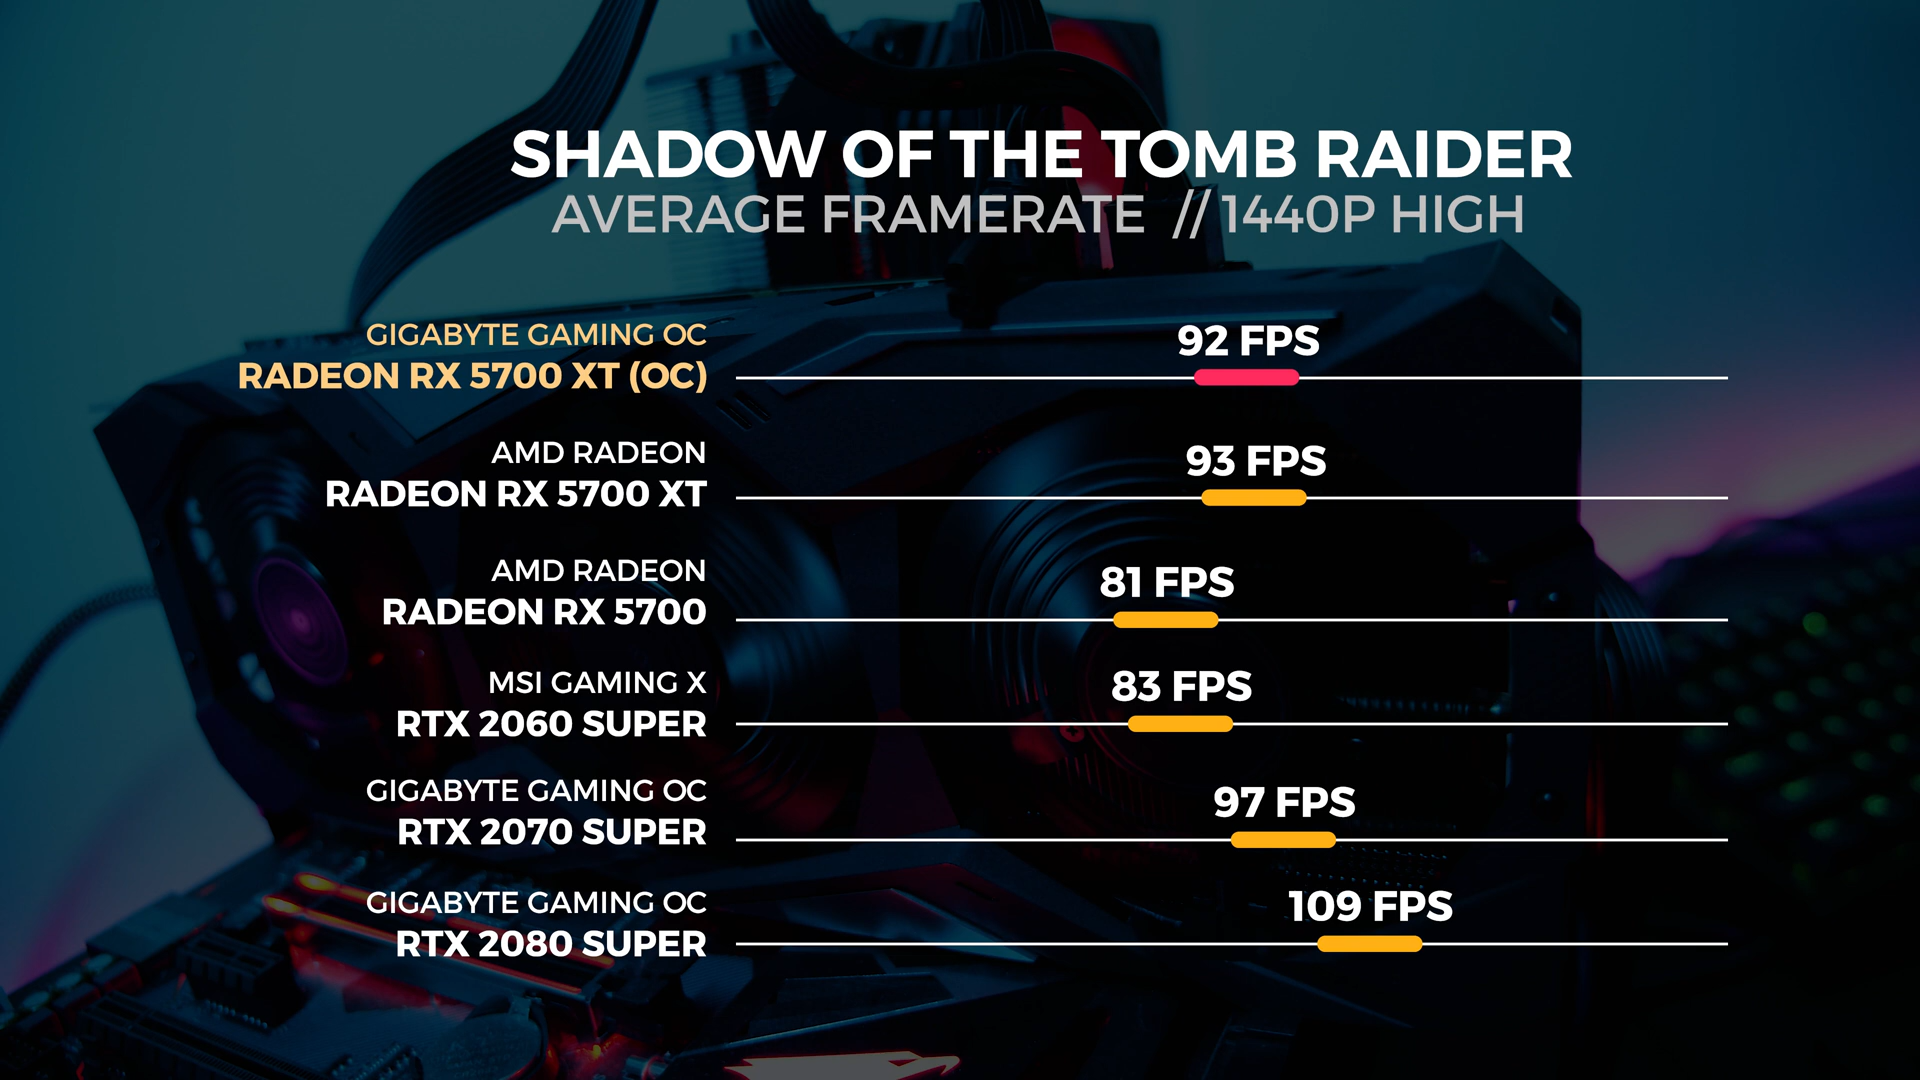 SHADOW OF THE TOMB RAIDER
AVERAGE FRAMERATE // 1440P HIGH
GIGABYTE GAMING OC
RADEON RX 5700 XT (OC)
92 FPS
AMD RADEON
RADEON RX 5700 XT
93 FPS
AMD RADEON
RADEON RX 5700
81 FPS
MSI GAMING X
RTX 2060 SUPER
83 FPS
GIGABYTE GAMING OC
RTX 2070 SUPER
97 FPS
GIGABYTE GAMING OC
RTX 2080 SUPER
109 FPS